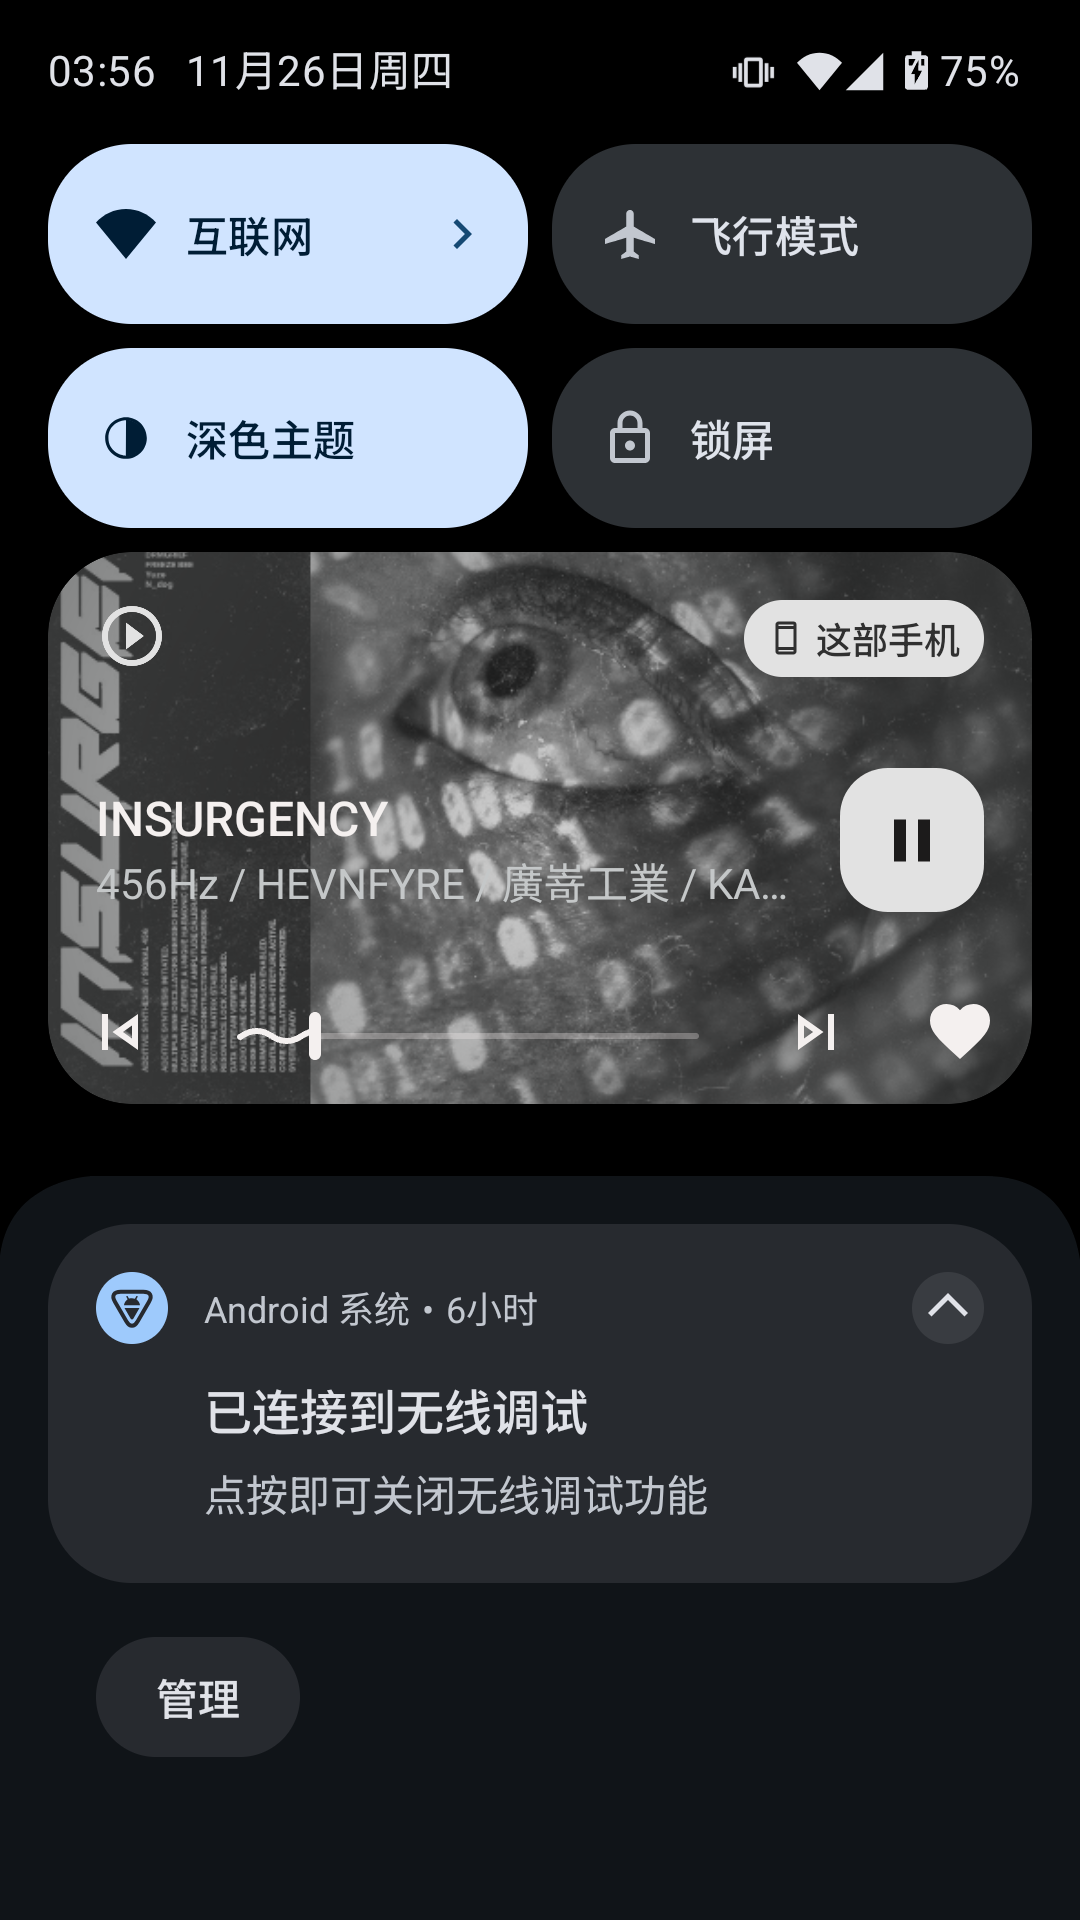 03:56 11月26日周四
75%
互联网
飞行模式
深色主题
锁屏
这部手机
INSURGENCY
456Hz / HEVNFYRE / 廣嵜工業 / KA…
Android 系统 • 6小时
已连接到无线调试
点按即可关闭无线调试功能
管理